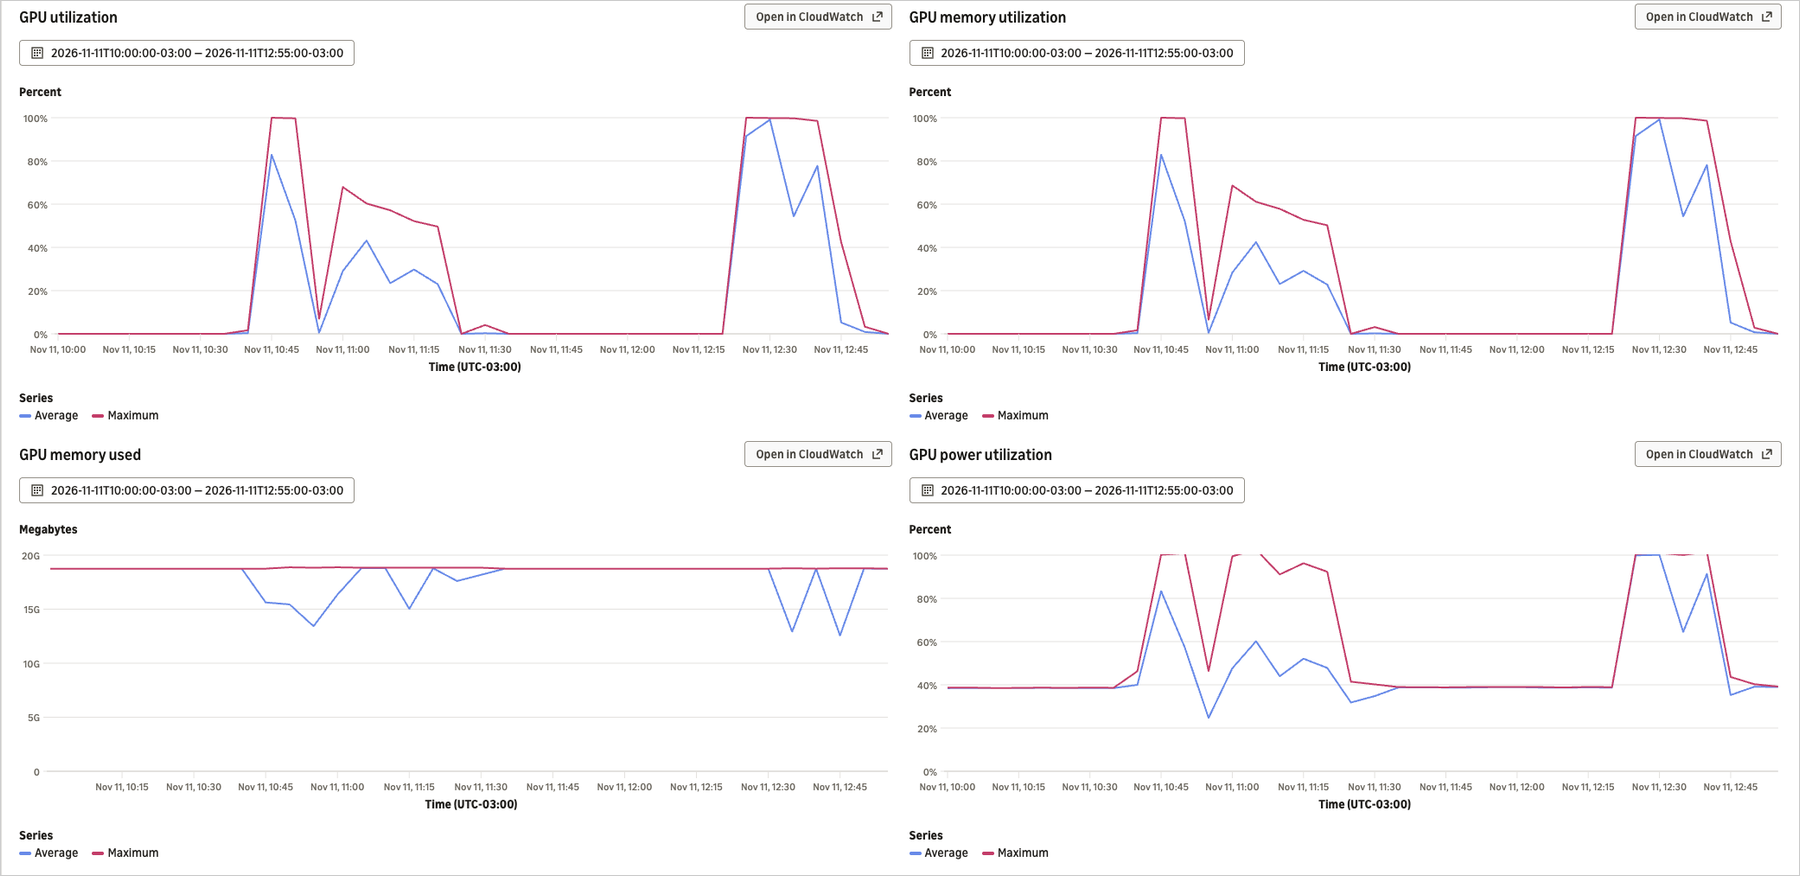 GPU utilization
Open in CloudWatch
2026-11-11T10:00:00-03:00 – 2026-11-11T12:55:00-03:00
Percent
100%
80%
60%
40%
20%
0%
Nov 11, 10:00 Nov 11, 10:15 Nov 11, 10:30 Nov 11, 10:45 Nov 11, 11:00 Nov 11, 11:15 Nov 11, 11:30 Nov 11, 11:45 Nov 11, 12:00 Nov 11, 12:15 Nov 11, 12:30 Nov 11, 12:45
Time (UTC-03:00)
Series
Average Maximum
GPU memory utilization
Open in CloudWatch
2026-11-11T10:00:00-03:00 – 2026-11-11T12:55:00-03:00
Percent
100%
80%
60%
40%
20%
0%
Nov 11, 10:00 Nov 11, 10:15 Nov 11, 10:30 Nov 11, 10:45 Nov 11, 11:00 Nov 11, 11:15 Nov 11, 11:30 Nov 11, 11:45 Nov 11, 12:00 Nov 11, 12:15 Nov 11, 12:30 Nov 11, 12:45
Time (UTC-03:00)
Series
Average Maximum
GPU memory used
Open in CloudWatch
2026-11-11T10:00:00-03:00 – 2026-11-11T12:55:00-03:00
Megabytes
20G
15G
10G
5G
0
Nov 11, 10:15 Nov 11, 10:30 Nov 11, 10:45 Nov 11, 11:00 Nov 11, 11:15 Nov 11, 11:30 Nov 11, 11:45 Nov 11, 12:00 Nov 11, 12:15 Nov 11, 12:30 Nov 11, 12:45
Time (UTC-03:00)
Series
Average Maximum
GPU power utilization
Open in CloudWatch
2026-11-11T10:00:00-03:00 – 2026-11-11T12:55:00-03:00
Percent
100%
80%
60%
40%
20%
0%
Nov 11, 10:00 Nov 11, 10:15 Nov 11, 10:30 Nov 11, 10:45 Nov 11, 11:00 Nov 11, 11:15 Nov 11, 11:30 Nov 11, 11:45 Nov 11, 12:00 Nov 11, 12:15 Nov 11, 12:30 Nov 11, 12:45
Time (UTC-03:00)
Series
Average Maximum